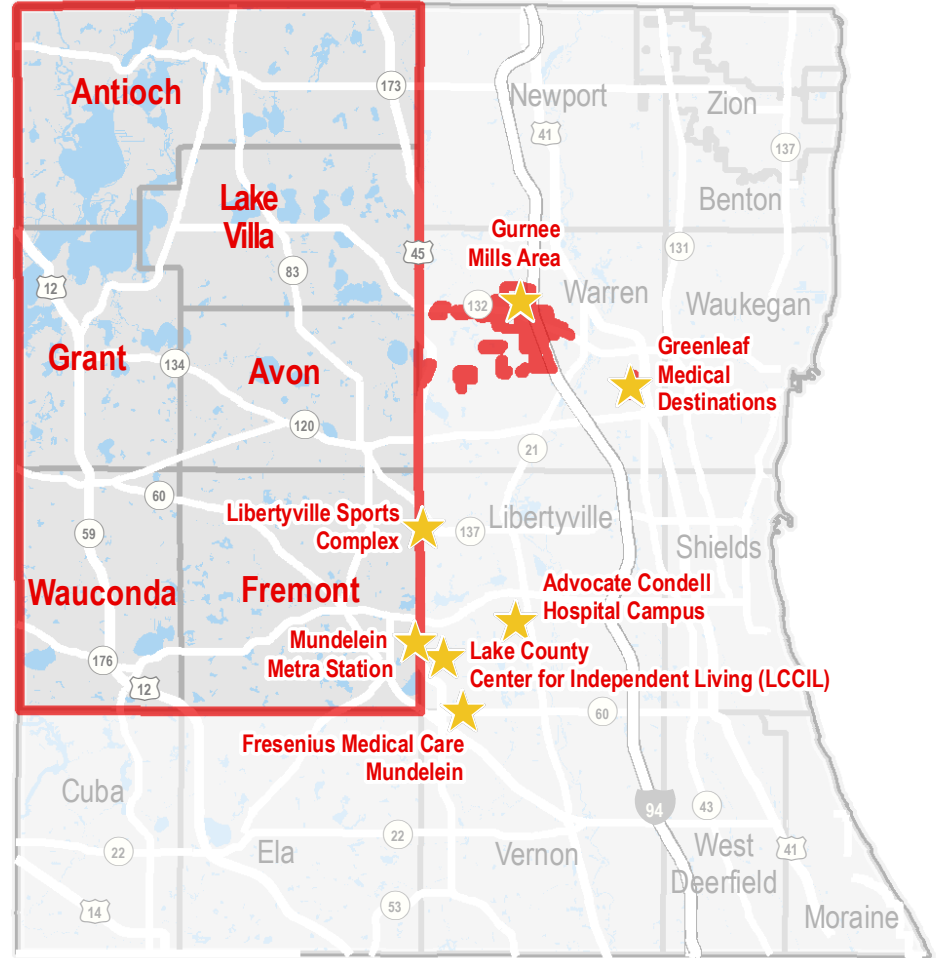 Antioch
173
Newport
Zion
41
137
Benton
Lake
Villa
Gurnee
Mills Area
131
45
83
12
132
Warren
Waukegan
Grant
134
Avon
Greenleaf
Medical
Destinations
120
21
60
Libertyville Sports
Complex
137
Libertyville
59
Shields
Wauconda
Fremont
Advocate Condell
Hospital Campus
Mundelein
Metra Station
Lake County
Center for Independent Living (LCCIL)
176
12
60
Fresenius Medical Care
Mundelein
Cuba
94
43
22
22
Ela
Vernon
West
Deerfield
41
53
14
Moraine